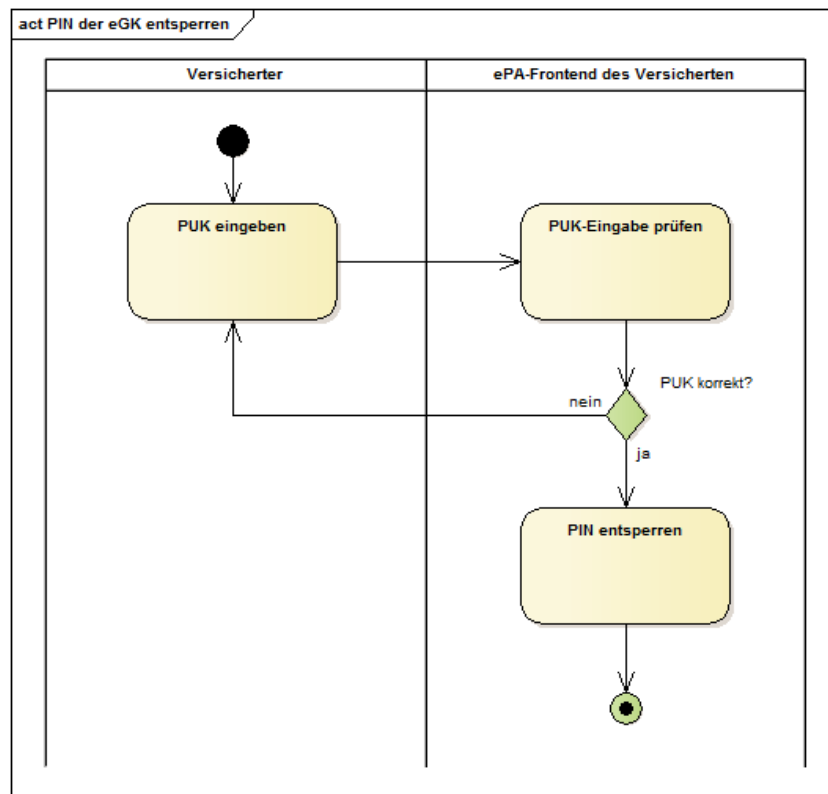 act PIN der eGK entsperren
Versicherter
ePA-Frontend des Versicherten
PUK eingeben
PUK-Eingabe prüfen
PUK korrekt?
nein
ja
PIN entsperren